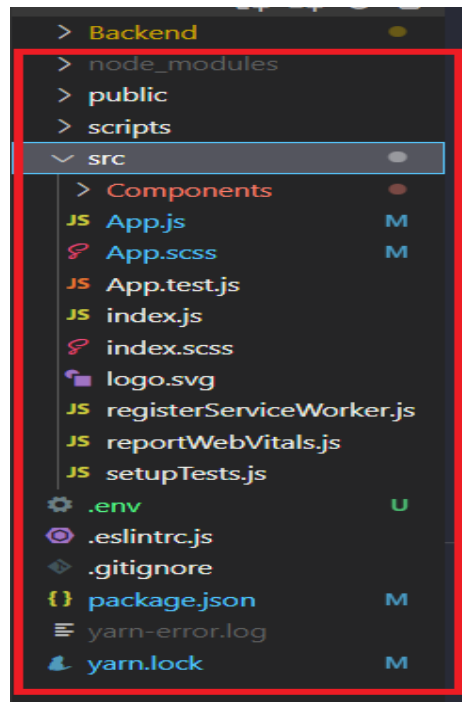 > Backend
> node_modules
> public
> scripts
src
> Components
JS App.js M
App.scss M
JS App.test.js
JS index.js
index.scss
logo.svg
JS registerServiceWorker.js
JS reportWebVitals.js
JS setupTests.js
.env U
.eslintrc.js
.gitignore
{} package.json M
yarn-error.log
yarn.lock M